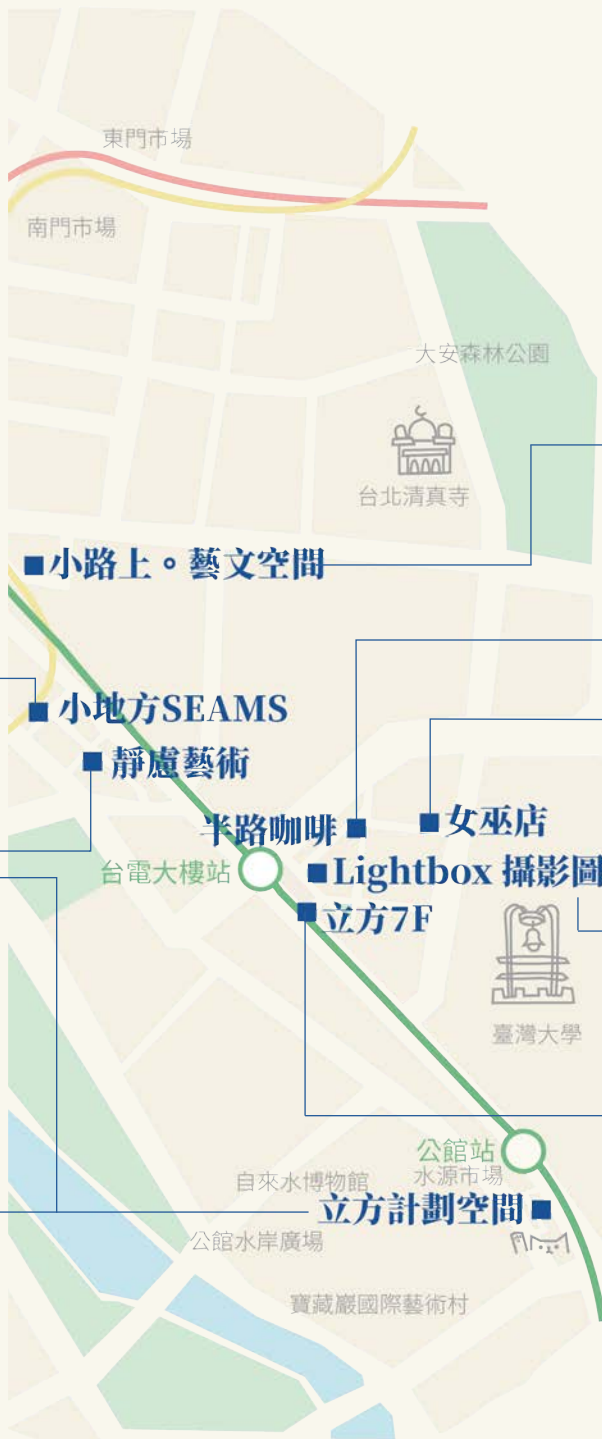 東門市場
南門市場
大安森林公園
台北清真寺
小路上。藝文空間
小地方SEAMS
靜慮藝術
半路咖啡
女巫店
台電大樓站
Lightbox 攝影圖
立方7F
臺灣大學
公館站
水源市場
自來水博物館
立方計劃空間
公館水岸廣場
寶藏巖國際藝術村